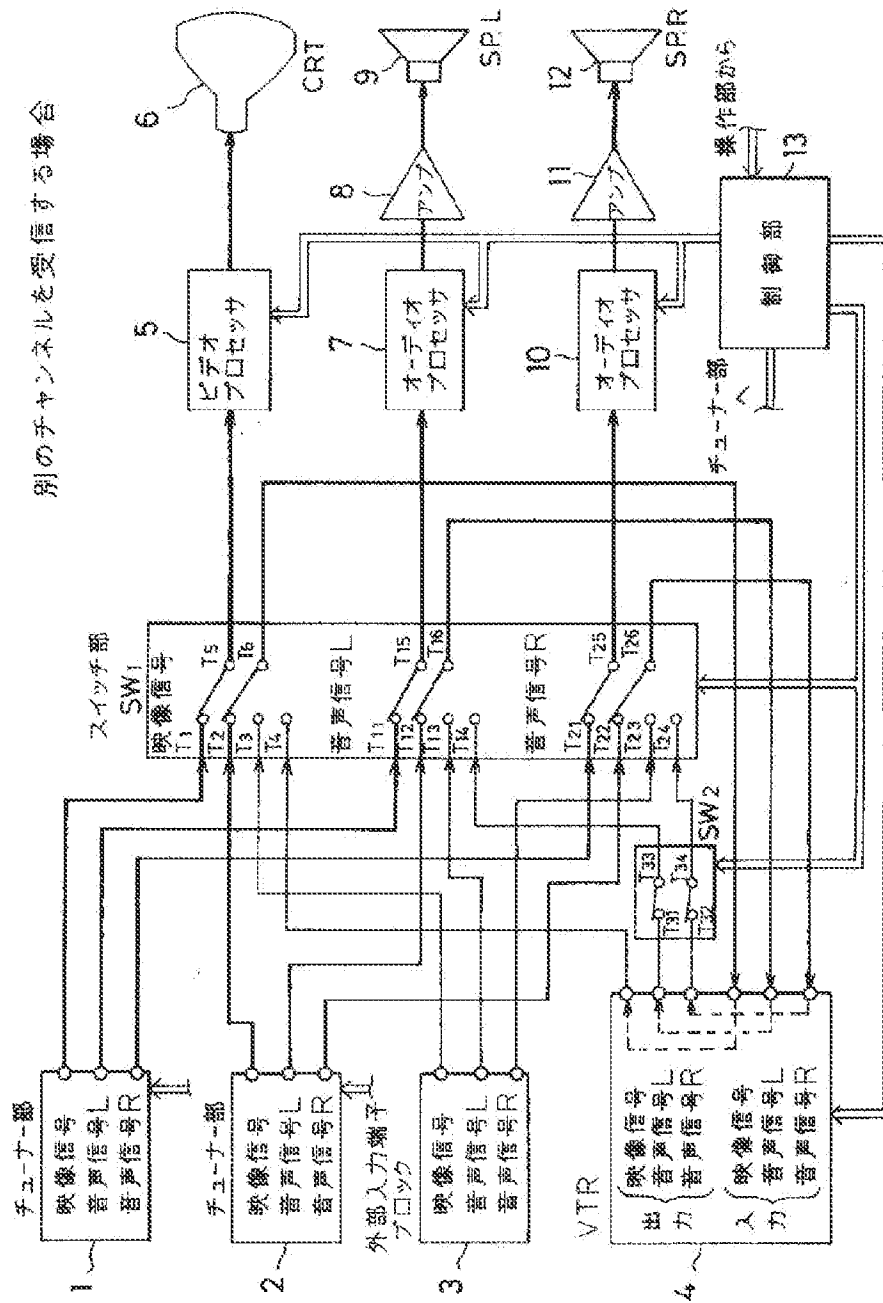 別のチャンネルを受信する場合
チューナー部
映像信号
音声信号L
音声信号R
1
チューナー部
映像信号
音声信号L
音声信号R
2
外部入力端子
ブロック
映像信号
音声信号L
音声信号R
3
VTR
出力
映像信号
音声信号L
音声信号R
入力
映像信号
音声信号L
音声信号R
4
スイッチ部
SW1
映像信号
T1
T2
T3
T4
T5
T6
音声信号L
T11
T12
T13
T14
T15
T16
音声信号R
T21
T22
T23
T24
T25
T26
SW2
T31
T32
T33
T34
5
ビデオ
プロセッサ
6
CRT
7
オーディオ
プロセッサ
8
アンプ
9
SP.L
10
オーディオ
プロセッサ
11
アンプ
12
SP.R
チューナー部
へ
制御部
13
操作部から